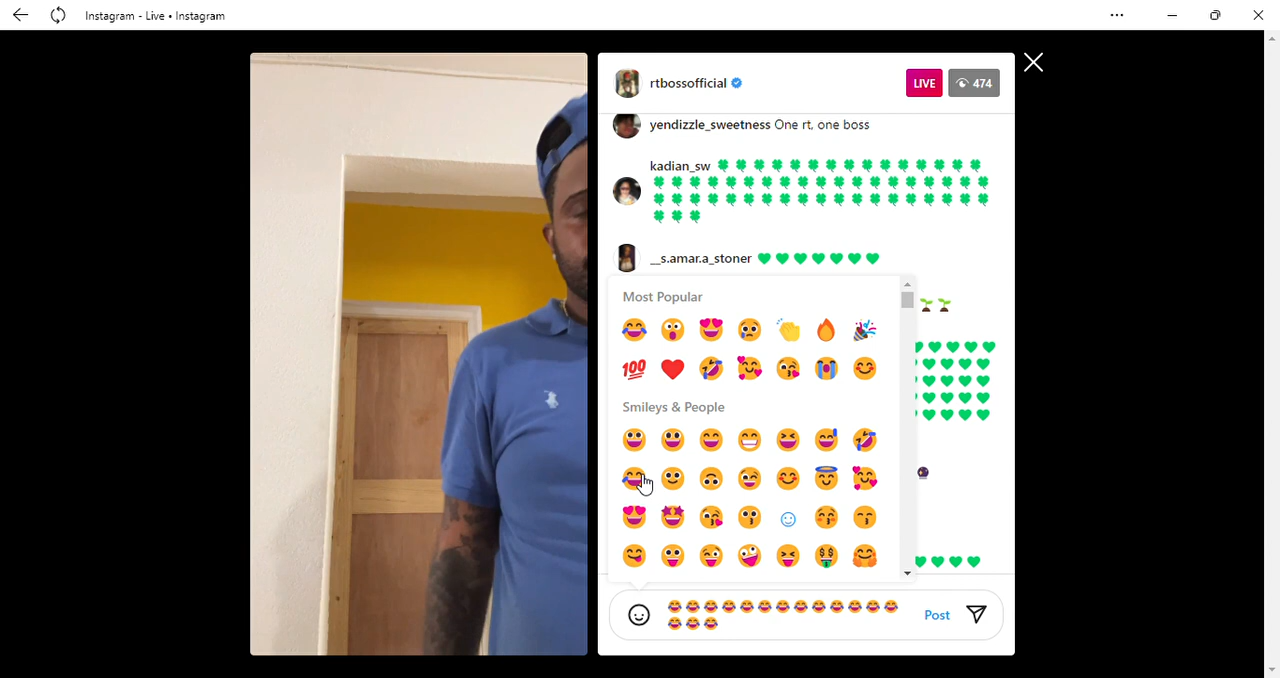 Instagram - Live • Instagram
rtbossofficial
LIVE
474
yendizzle_sweetness One rt, one boss
kadian_sw
__s.amar.a_stoner
Most Popular
100
Smileys & People
Post